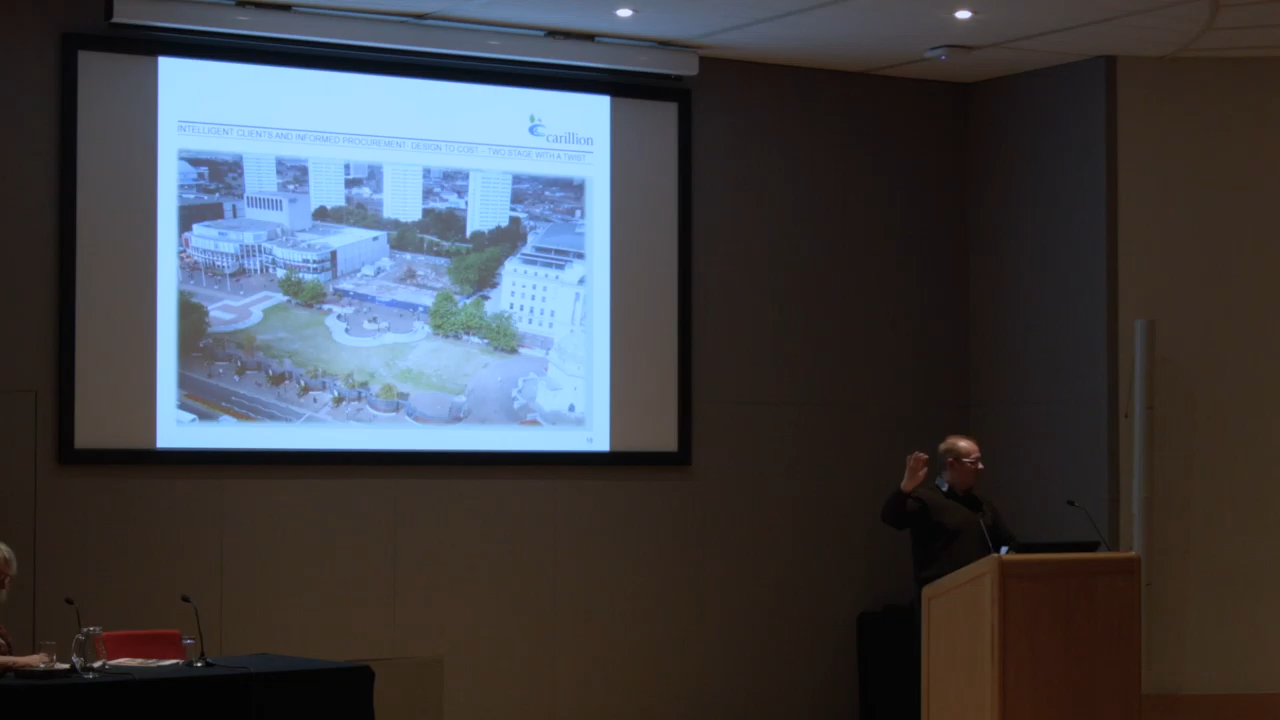 carillion
INTELLIGENT CLIENTS AND INFORMED PROCUREMENT- DESIGN TO COST – TWO STAGE WITH A TWIST